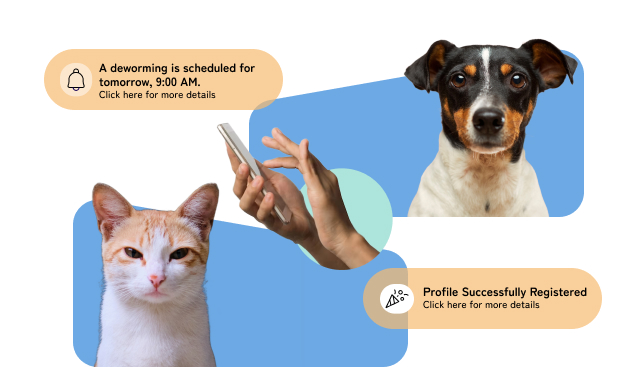 A deworming is scheduled for
tomorrow, 9:00 AM.
Click here for more details
Profile Successfully Registered
Click here for more details